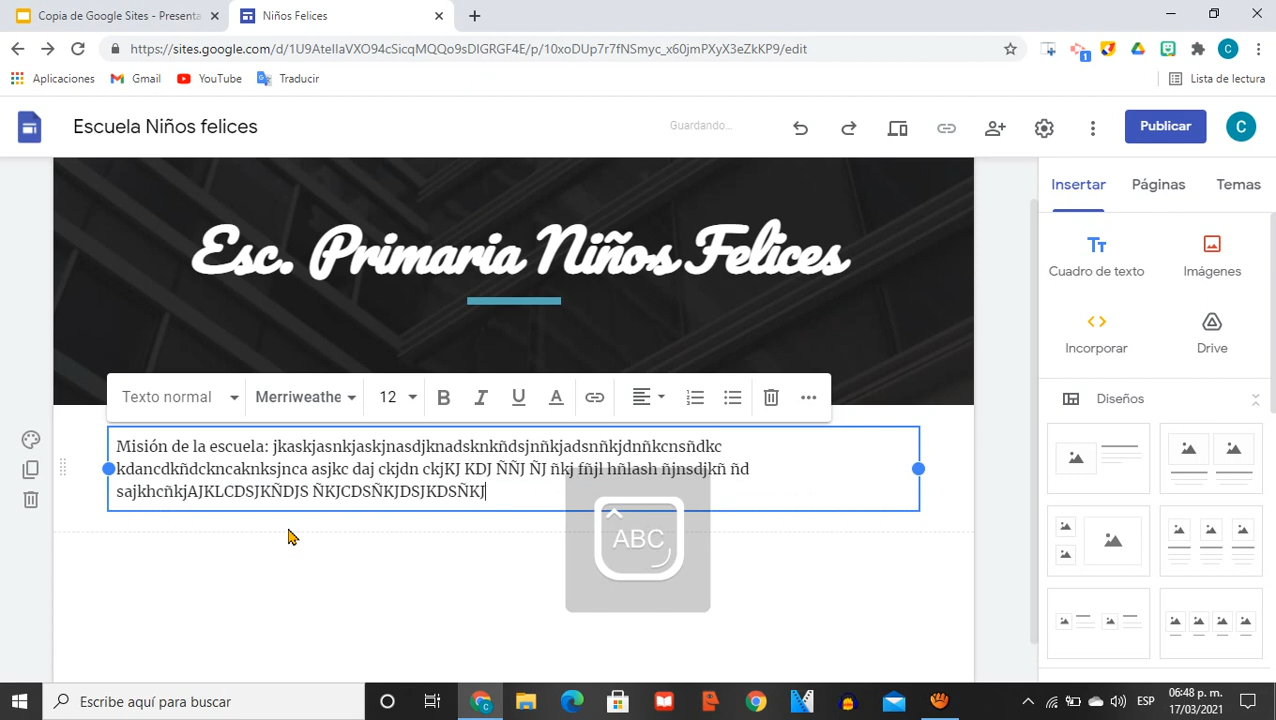 Copia de Google Sites - Presenta
Niños Felices
https://sites.google.com/d/1U9AteIIaVXO94cSicqMQQo9sDIGRGF4E/p/10xoDUp7r7fNSmyc_x60jmPXyX3eZkKP9/edit
1
C
Aplicaciones
Gmail
YouTube
Traducir
Lista de lectura
Escuela Niños felices
Guardando...
Publicar
C
Esc. Primaria Niños Felices
Insertar
Páginas
Temas
Tt
Cuadro de texto
Imágenes
Incorporar
Drive
Diseños
Texto normal
Merriweathe
12
B
I
U
A
Misión de la escuela: jkaskjasnkjaskjnasdjknadsknkñdsjnñkjadsnñkjdnñkcnsñdkc
kdancdkñdckncaknksjnca asjkc daj ckjdn ckjKJ KDJ ÑÑJ ÑJ ñkj fñjl hñlash ñjnsdjkñ ñd
sajkhcñkjAJKLCDSJKÑDJS ÑKJCDSÑKJDSJKDSÑKJ
ABC
Escribe aquí para buscar
ESP
06:48 p. m.
17/03/2021